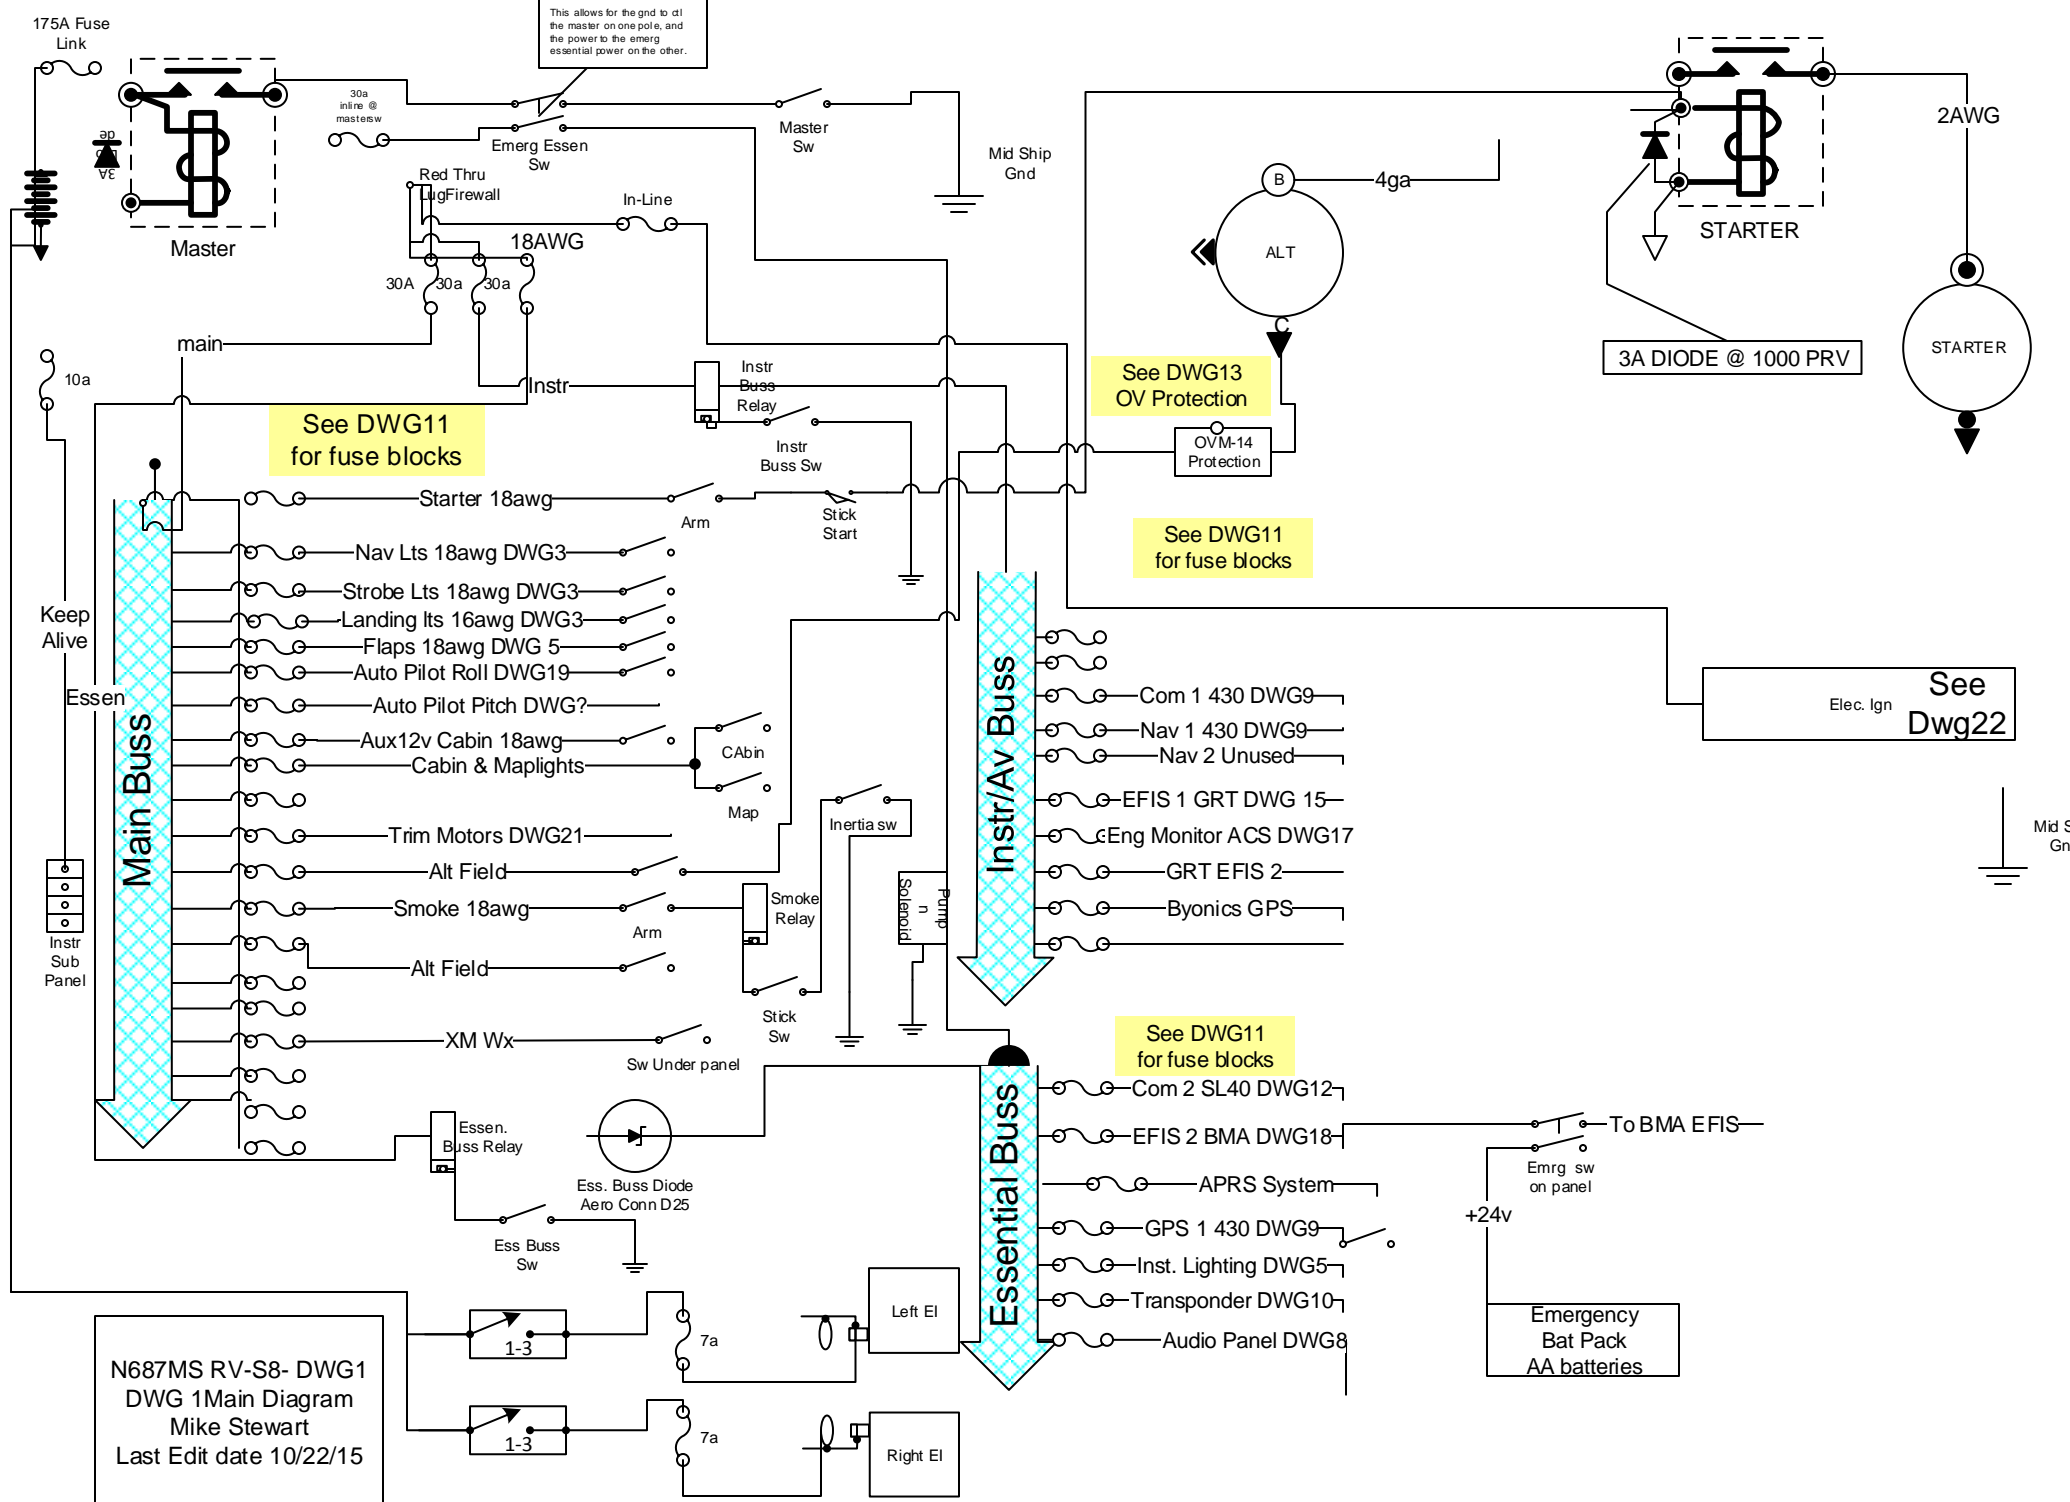 175A Fuse
Link
This allows for the gnd to ctl
the master on one pole, and
the power to the emerg
essential power on the other.
30a
inline @
mastersw
Emerg Essen
Sw
Master
Sw
Mid Ship
Gnd
3A
de
Master
Red Thru
LugFirewall
In-Line
18AWG
30A
30a
30a
B
4ga
ALT
C
2AWG
STARTER
STARTER
3A DIODE @ 1000 PRV
main
10a
Instr
Instr
Buss
Relay
Instr
Buss Sw
See DWG13
OV Protection
OVM-14
Protection
See DWG11
for fuse blocks
See DWG11
for fuse blocks
Starter 18awg
Arm
Stick
Start
Nav Lts 18awg DWG3
Strobe Lts 18awg DWG3
Landing lts 16awg DWG3
Flaps 18awg DWG 5
Auto Pilot Roll DWG19
Auto Pilot Pitch DWG?
Aux12v Cabin 18awg
Cabin & Maplights
CAbin
Map
Trim Motors DWG21
Alt Field
Smoke 18awg
Arm
Smoke
Relay
Alt Field
Stick
Sw
XM Wx
Sw Under panel
Inertia sw
Solenoid
n
Pump
Keep
Alive
Essen
Main Buss
Instr
Sub
Panel
Instr/Av Buss
Com 1 430 DWG9
Nav 1 430 DWG9
Nav 2 Unused
EFIS 1 GRT DWG 15
Eng Monitor ACS DWG17
GRT EFIS 2
Byonics GPS
Elec. Ign
See
Dwg22
Mid S
Gn
See DWG11
for fuse blocks
Essential Buss
Com 2 SL40 DWG12
EFIS 2 BMA DWG18
APRS System
GPS 1 430 DWG9
Inst. Lighting DWG5
Transponder DWG10
Audio Panel DWG8
To BMA EFIS
Emrg sw
on panel
+24v
Emergency
Bat Pack
AA batteries
Essen.
Buss Relay
Ess. Buss Diode
Aero Conn D25
Ess Buss
Sw
1-3
7a
Left EI
1-3
7a
Right EI
N687MS RV-S8- DWG1
DWG 1Main Diagram
Mike Stewart
Last Edit date 10/22/15